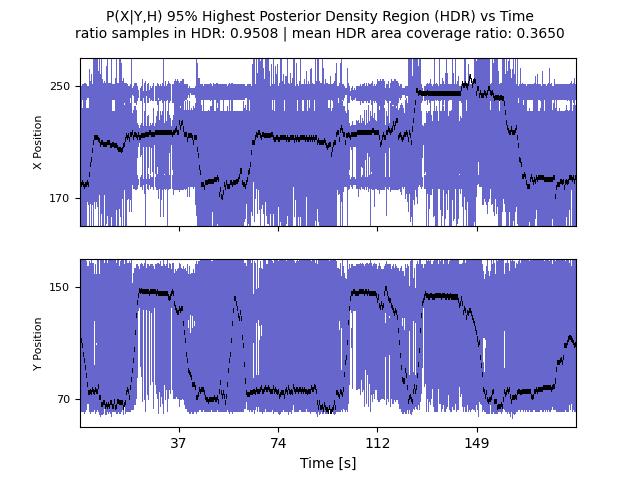 P(X|Y,H) 95% Highest Posterior Density Region (HDR) vs Time
ratio samples in HDR: 0.9508 | mean HDR area coverage ratio: 0.3650
250
170
X Position
150
70
Y Position
37 74 112 149
Time [s]